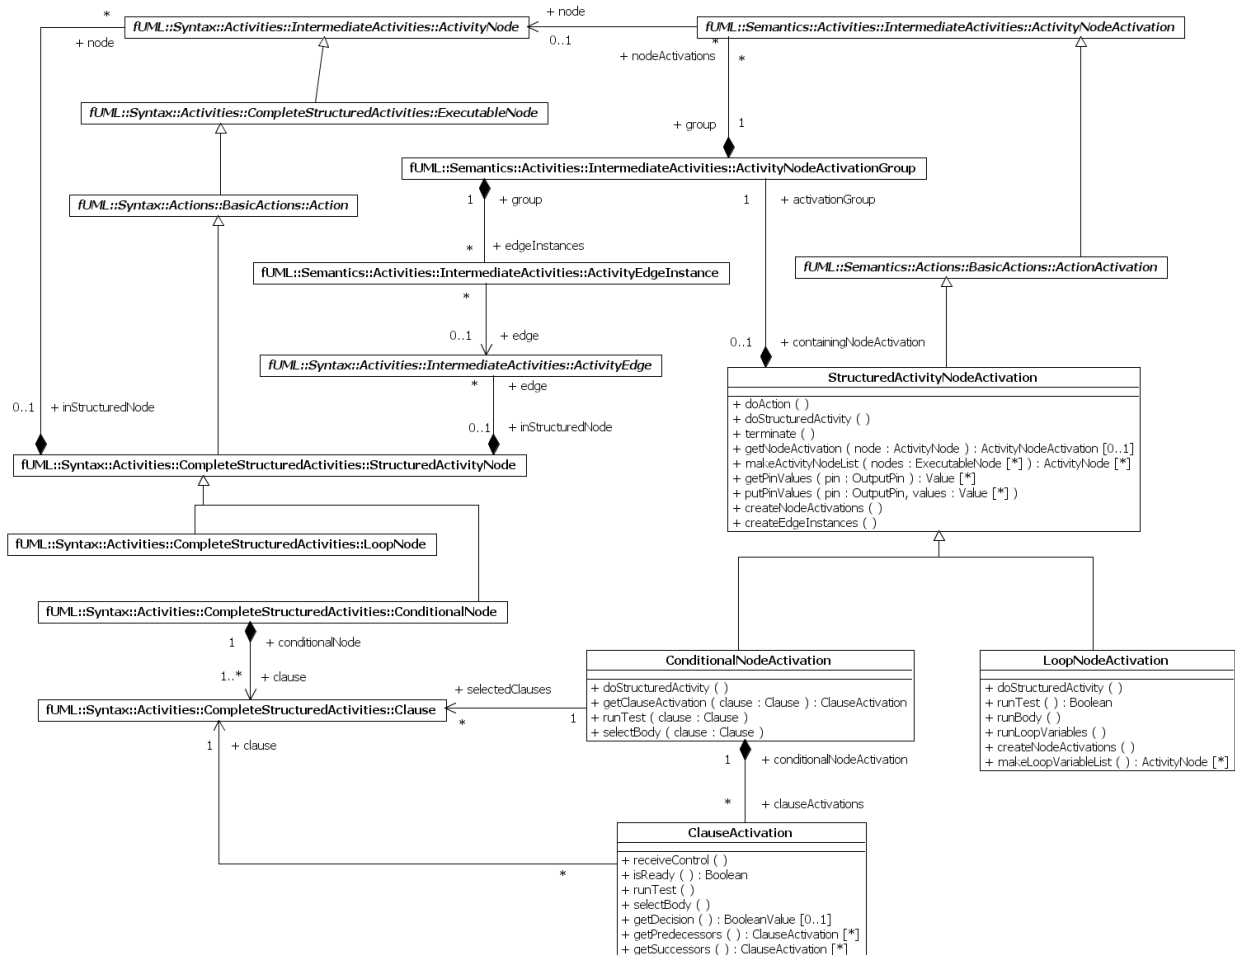 *
+ node
fUML::Syntax::Activities::IntermediateActivities::ActivityNode
fUML::Semantics::Activities::IntermediateActivities::ActivityNodeActivation
+ node
0..1
*
+ nodeActivations
*
fUML::Syntax::Activities::CompleteStructuredActivities::ExecutableNode
+ group
1
fUML::Semantics::Activities::IntermediateActivities::ActivityNodeActivationGroup
fUML::Syntax::Actions::BasicActions::Action
1
+ group
1
+ activationGroup
*
+ edgeInstances
fUML::Semantics::Activities::IntermediateActivities::ActivityEdgeInstance
fUML::Semantics::Actions::BasicActions::ActionActivation
*
0..1
+ edge
0..1
+ containingNodeActivation
fUML::Syntax::Activities::IntermediateActivities::ActivityEdge
*
+ edge
StructuredActivityNodeActivation
+ doAction ( )
+ doStructuredActivity ( )
+ terminate ( )
+ getNodeActivation ( node : ActivityNode ) : ActivityNodeActivation [0..1]
+ makeActivityNodeList ( nodes : ExecutableNode [*] ) : ActivityNode [*]
+ getPinValues ( pin : OutputPin ) : Value [*]
+ putPinValues ( pin : OutputPin, values : Value [*] )
+ createNodeActivations ( )
+ createEdgeInstances ( )
0..1
+ inStructuredNode
0..1
+ inStructuredNode
fUML::Syntax::Activities::CompleteStructuredActivities::StructuredActivityNode
fUML::Syntax::Activities::CompleteStructuredActivities::LoopNode
fUML::Syntax::Activities::CompleteStructuredActivities::ConditionalNode
1
+ conditionalNode
1..*
+ clause
fUML::Syntax::Activities::CompleteStructuredActivities::Clause
1
+ clause
+ selectedClauses
*
1
ConditionalNodeActivation
+ doStructuredActivity ( )
+ getClauseActivation ( clause : Clause ) : ClauseActivation
+ runTest ( clause : Clause )
+ selectBody ( clause : Clause )
LoopNodeActivation
+ doStructuredActivity ( )
+ runTest ( ) : Boolean
+ runBody ( )
+ runLoopVariables ( )
+ createNodeActivations ( )
+ makeLoopVariableList ( ) : ActivityNode [*]
1
+ conditionalNodeActivation
*
+ clauseActivations
*
ClauseActivation
+ receiveControl ( )
+ isReady ( ) : Boolean
+ runTest ( )
+ selectBody ( )
+ getDecision ( ) : BooleanValue [0..1]
+ getPredecessors ( ) : ClauseActivation [*]
+ getSuccessors ( ) : ClauseActivation [*]